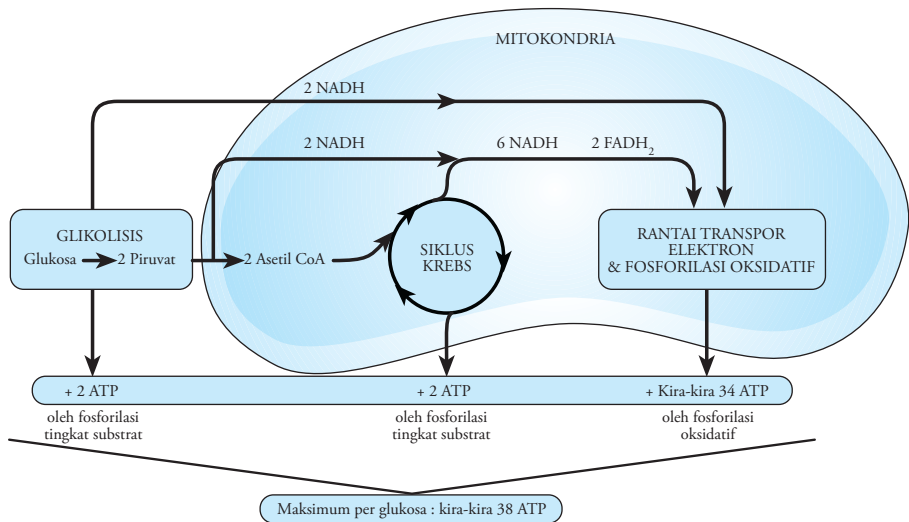 MITOKONDRIA
2 NADH
2 NADH
6 NADH
2 FADH₂
GLIKOLISIS
Glukosa
2 Piruvat
2 Asetil CoA
SIKLUS
KREBS
RANTAI TRANSPOR
ELEKTRON
& FOSFORILASI OKSIDATIF
+ 2 ATP
+ 2 ATP
+ Kira-kira 34 ATP
oleh fosforilasi
tingkat substrat
oleh fosforilasi
tingkat substrat
oleh fosforilasi
oksidatif
Maksimum per glukosa : kira-kira 38 ATP